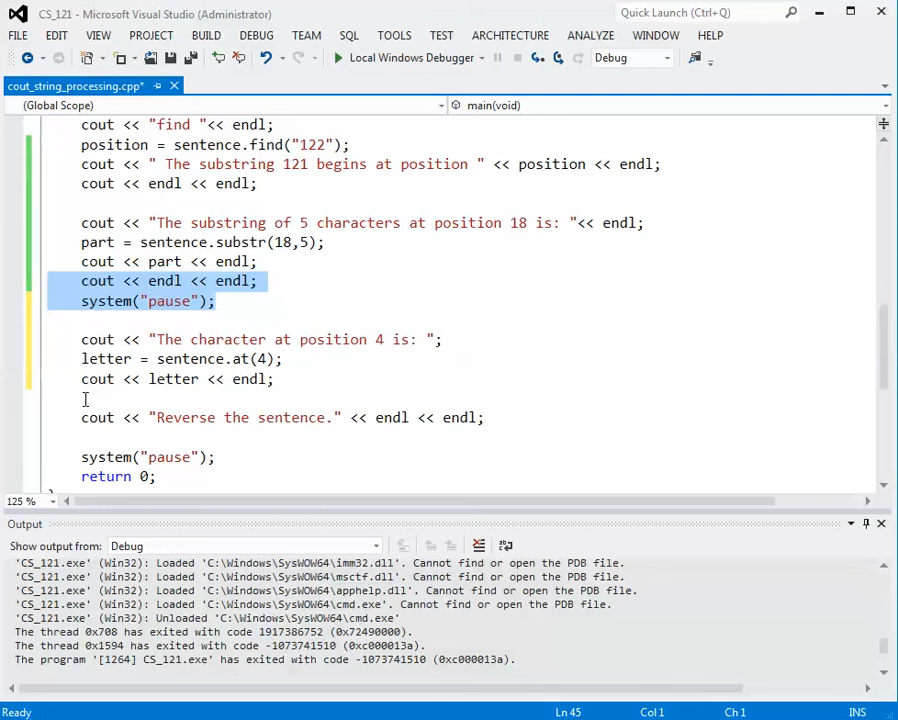 CS_121 - Microsoft Visual Studio (Administrator)
Quick Launch (Ctrl+Q)
FILE EDIT VIEW PROJECT BUILD DEBUG TEAM SQL TOOLS TEST ARCHITECTURE ANALYZE WINDOW HELP
Local Windows Debugger Debug
cout_string_processing.cpp*
(Global Scope) main(void)
cout << "find "<< endl;
position = sentence.find("122");
cout << " The substring 121 begins at position " << position << endl;
cout << endl << endl;
cout << "The substring of 5 characters at position 18 is: "<< endl;
part = sentence.substr(18,5);
cout << part << endl;
cout << endl << endl;
system("pause");
cout << "The character at position 4 is: ";
letter = sentence.at(4);
cout << letter << endl;
cout << "Reverse the sentence." << endl << endl;
system("pause");
return 0;
125 %
Output
Show output from: Debug
'CS_121.exe' (Win32): Loaded 'C:\Windows\SysWOW64\imm32.dll'. Cannot find or open the PDB file.
'CS_121.exe' (Win32): Loaded 'C:\Windows\SysWOW64\msctf.dll'. Cannot find or open the PDB file.
'CS_121.exe' (Win32): Loaded 'C:\Windows\SysWOW64\apphelp.dll'. Cannot find or open the PDB file.
'CS_121.exe' (Win32): Loaded 'C:\Windows\SysWOW64\cmd.exe'. Cannot find or open the PDB file.
'CS_121.exe' (Win32): Unloaded 'C:\Windows\SysWOW64\cmd.exe'
The thread 0x708 has exited with code 1917386752 (0x72490000).
The thread 0x1594 has exited with code -1073741510 (0xc000013a).
The program '[1264] CS_121.exe' has exited with code -1073741510 (0xc000013a).
Ready Ln 45 Col 1 Ch 1 INS